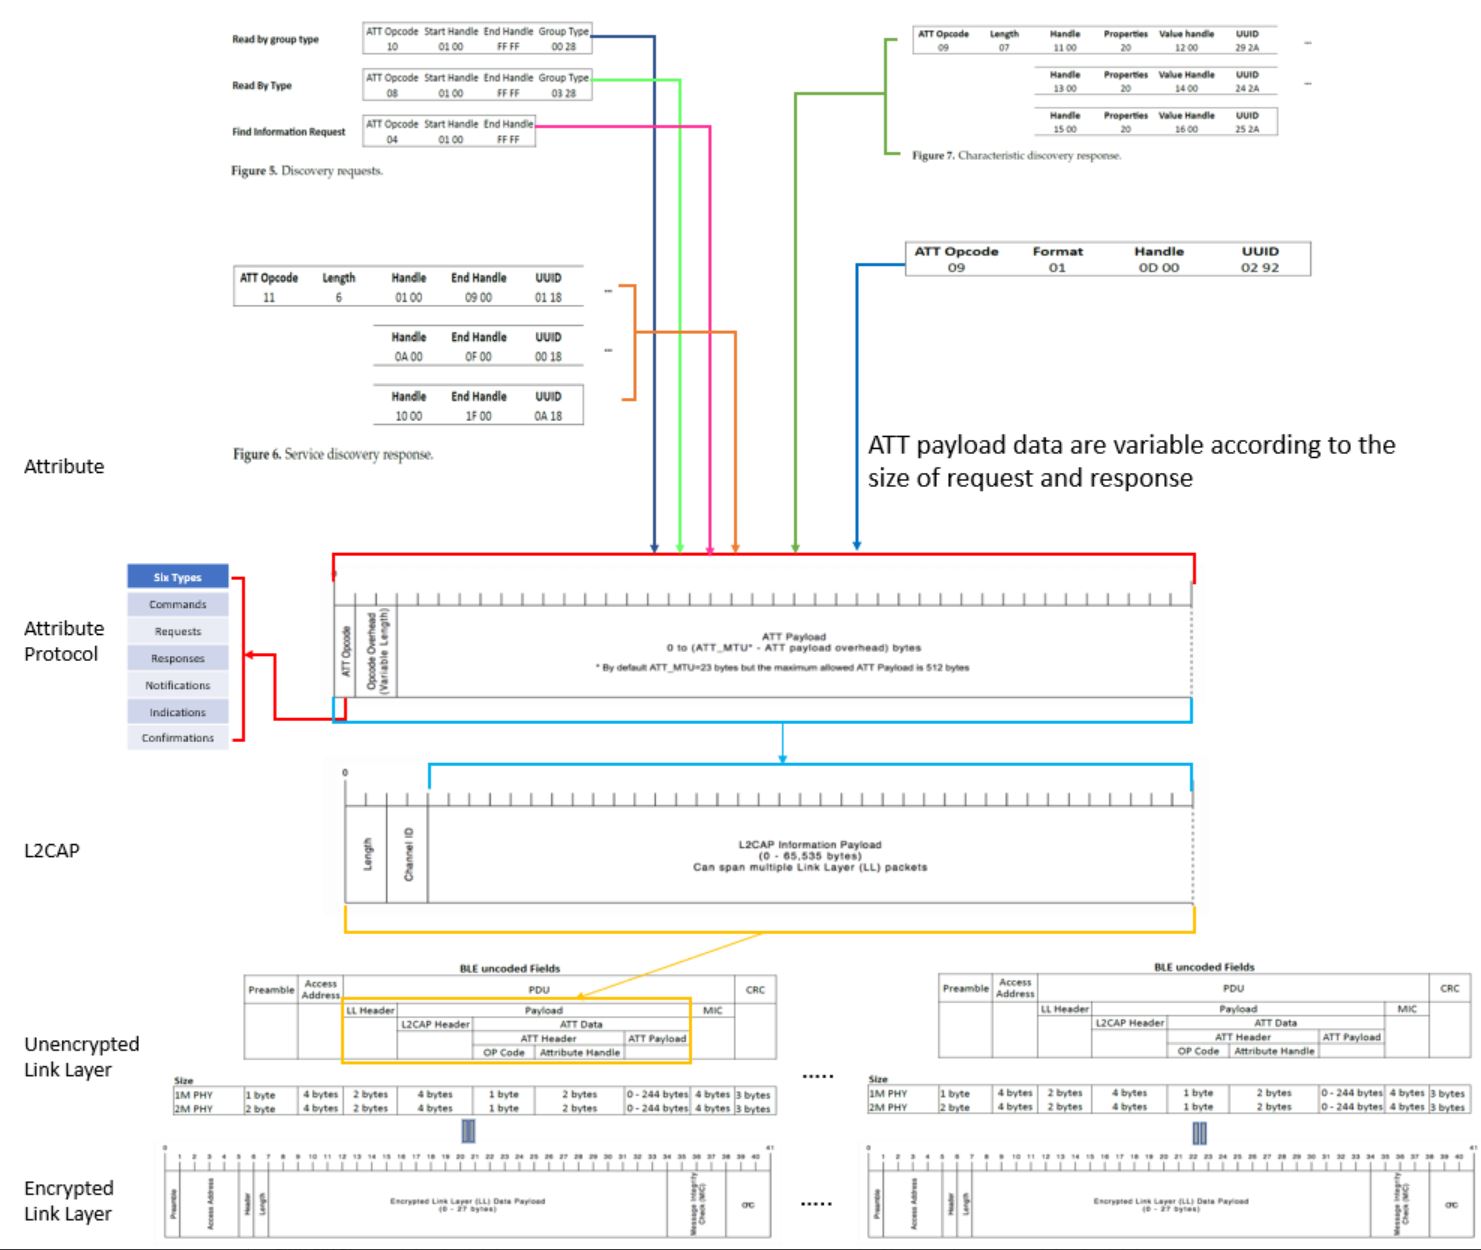 Read by group type
ATT Opcode Start Handle End Handle Group Type
10 01 00 FF FF 00 28
Read By Type
ATT Opcode Start Handle End Handle Group Type
08 01 00 FF FF 03 28
Find Information Request
ATT Opcode Start Handle End Handle
04 01 00 FF FF
Figure 5. Discovery requests.
ATT Opcode Length Handle Properties Value handle UUID
09 07 11 00 20 12 00 29 2A ...
Handle Properties Value Handle UUID
13 00 20 14 00 24 2A ...
Handle Properties Value Handle UUID
15 00 20 16 00 25 2A
Figure 7. Characteristic discovery response.
ATT Opcode Format Handle UUID
09 01 0D 00 02 92
ATT Opcode Length Handle End Handle UUID
11 6 01 00 09 00 01 18 ...
Handle End Handle UUID
0A 00 0F 00 00 18 ...
Handle End Handle UUID
10 00 1F 00 0A 18
Figure 6. Service discovery response.
ATT payload data are variable according to the
size of request and response
Attribute
Attribute
Protocol
Six Types
Commands
Requests
Responses
Notifications
Indications
Confirmations
ATT Opcode
Opcode Overhead
(Variable Length)
ATT Payload
0 to (ATT_MTU* - ATT payload overhead) bytes
* By default ATT_MTU=23 bytes but the maximum allowed ATT Payload is 512 bytes
L2CAP
0
Length
Channel ID
L2CAP Information Payload
(0 - 65,535 bytes)
Can span multiple Link Layer (LL) packets
Unencrypted
Link Layer
BLE uncoded Fields
Preamble Access Address PDU CRC
LL Header Payload MIC
L2CAP Header ATT Data
ATT Header ATT Payload
OP Code Attribute Handle
Size
1M PHY 1 byte 4 bytes 2 bytes 4 bytes 1 byte 2 bytes 0 - 244 bytes 4 bytes 3 bytes
2M PHY 2 byte 4 bytes 2 bytes 4 bytes 1 byte 2 bytes 0 - 244 bytes 4 bytes 3 bytes
.....
BLE uncoded Fields
Preamble Access Address PDU CRC
LL Header Payload MIC
L2CAP Header ATT Data
ATT Header ATT Payload
OP Code Attribute Handle
Size
1M PHY 1 byte 4 bytes 2 bytes 4 bytes 1 byte 2 bytes 0 - 244 bytes 4 bytes 3 bytes
2M PHY 2 byte 4 bytes 2 bytes 4 bytes 1 byte 2 bytes 0 - 244 bytes 4 bytes 3 bytes
Encrypted
Link Layer
0 1 2 3 4 5 6 7 8 9 10 11 12 13 14 15 16 17 18 19 20 21 22 23 24 25 26 27 28 29 30 31 32 33 34 35 36 37 38 39 40 41
Preamble
Access Address
Header
Length
Encrypted Link Layer (LL) Data Payload
(0 - 27 bytes)
Message Integrity
Check (MIC)
CRC
.....
0 1 2 3 4 5 6 7 8 9 10 11 12 13 14 15 16 17 18 19 20 21 22 23 24 25 26 27 28 29 30 31 32 33 34 35 36 37 38 39 40 41
Preamble
Access Address
Header
Length
Encrypted Link Layer (LL) Data Payload
(0 - 27 bytes)
Message Integrity
Check (MIC)
CRC